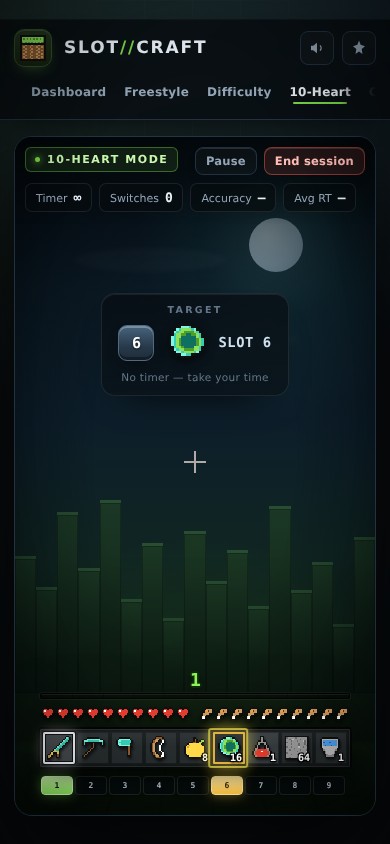 SLOT//CRAFT
Dashboard Freestyle Difficulty 10-Heart
10-HEART MODE Pause End session
Timer ∞ Switches 0 Accuracy — Avg RT —
TARGET
6 SLOT 6
No timer — take your time
1
8 16 1 64 1
1 2 3 4 5 6 7 8 9